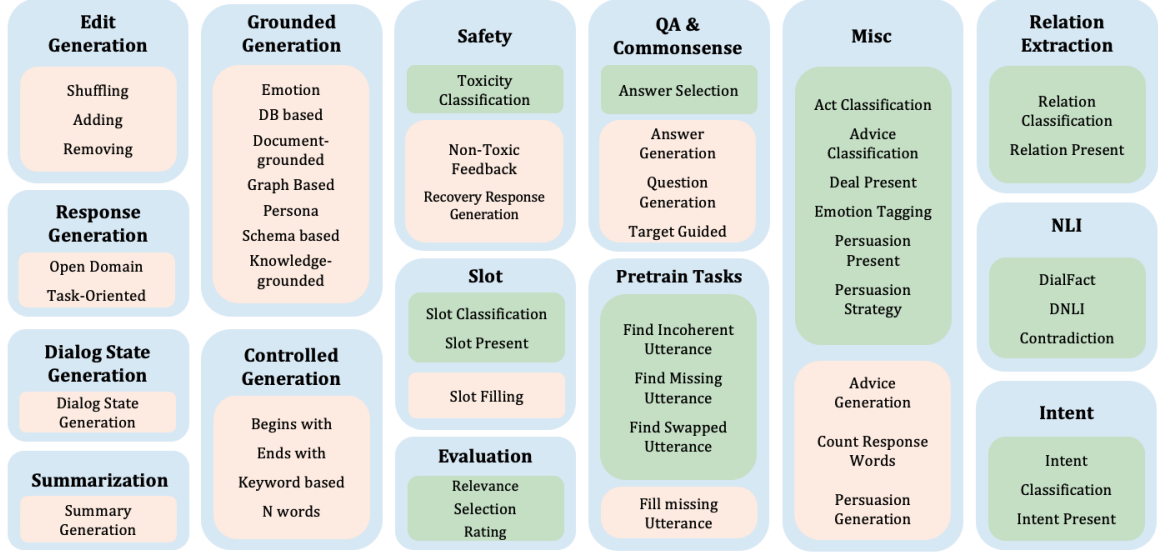 Edit
Generation
Shuffling
Adding
Removing
Response
Generation
Open Domain
Task-Oriented
Dialog State
Generation
Dialog State
Generation
Summarization
Summary
Generation
Grounded
Generation
Emotion
DB based
Document-
grounded
Graph Based
Persona
Schema based
Knowledge-
grounded
Controlled
Generation
Begins with
Ends with
Keyword based
N words
Safety
Toxicity
Classification
Non-Toxic
Feedback
Recovery Response
Generation
Slot
Slot Classification
Slot Present
Slot Filling
Evaluation
Relevance
Selection
Rating
QA &
Commonsense
Answer Selection
Answer
Generation
Question
Generation
Target Guided
Pretrain Tasks
Find Incoherent
Utterance
Find Missing
Utterance
Find Swapped
Utterance
Fill missing
Utterance
Misc
Act Classification
Advice
Classification
Deal Present
Emotion Tagging
Persuasion
Present
Persuasion
Strategy
Advice
Generation
Count Response
Words
Persuasion
Generation
Relation
Extraction
Relation
Classification
Relation Present
NLI
DialFact
DNLI
Contradiction
Intent
Intent
Classification
Intent Present